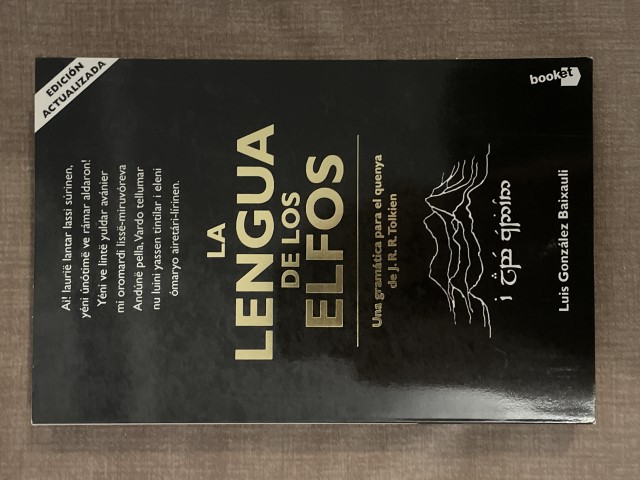 Ai! laurië lantar lassi súrinen,
yéni únótimë ve rámar aldaron!
Yéni ve lintë yuldar avánier
mi oromardi lissë-miruvóreva
Andúnë pella, Vardo tellumar
nu luini yassen tintilar i eleni
ómaryo airetári-lírinen.
EDICIÓN
ACTUALIZADA
LA
LENGUA
DE LOS
ELFOS
Una gramática para el quenya
de J. R. R. Tolkien
Luis González Baixauli
booket